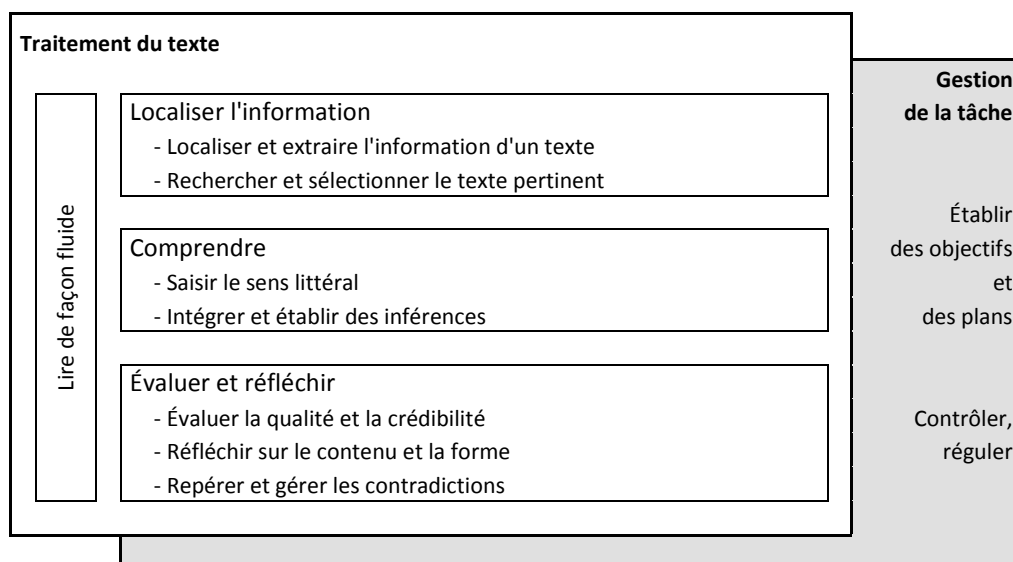 Traitement du texte
Lire de façon fluide
Localiser l'information
- Localiser et extraire l'information d'un texte
- Rechercher et sélectionner le texte pertinent
Comprendre
- Saisir le sens littéral
- Intégrer et établir des inférences
Évaluer et réfléchir
- Évaluer la qualité et la crédibilité
- Réfléchir sur le contenu et la forme
- Repérer et gérer les contradictions
Gestion
de la tâche
Établir
des objectifs
et
des plans
Contrôler,
réguler